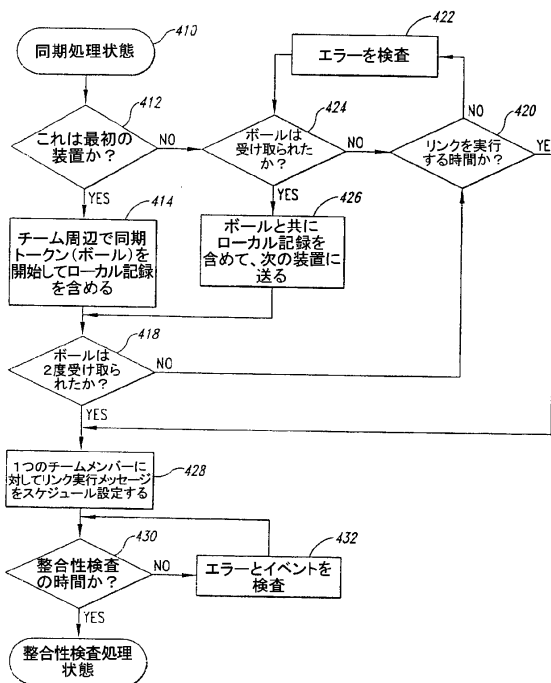 同期処理状態
410
412
これは最初の
装置か？
NO
YES
414
チーム周辺で同期
トークン(ボール)を
開始してローカル記録
を含める
422
エラーを検査
424
ボールは
受け取られた
か？
NO
YES
426
ボールと共に
ローカル記録を
含めて、次の装置に
送る
NO
420
リンクを実行
する時間か？
YE
418
ボールは
2度受け取ら
れたか？
NO
YES
1つのチームメンバーに
対してリンク実行メッセージ
をスケジュール設定する
428
430
整合性検査
の時間か？
NO
YES
432
エラーとイベントを
検査
整合性検査処理
状態